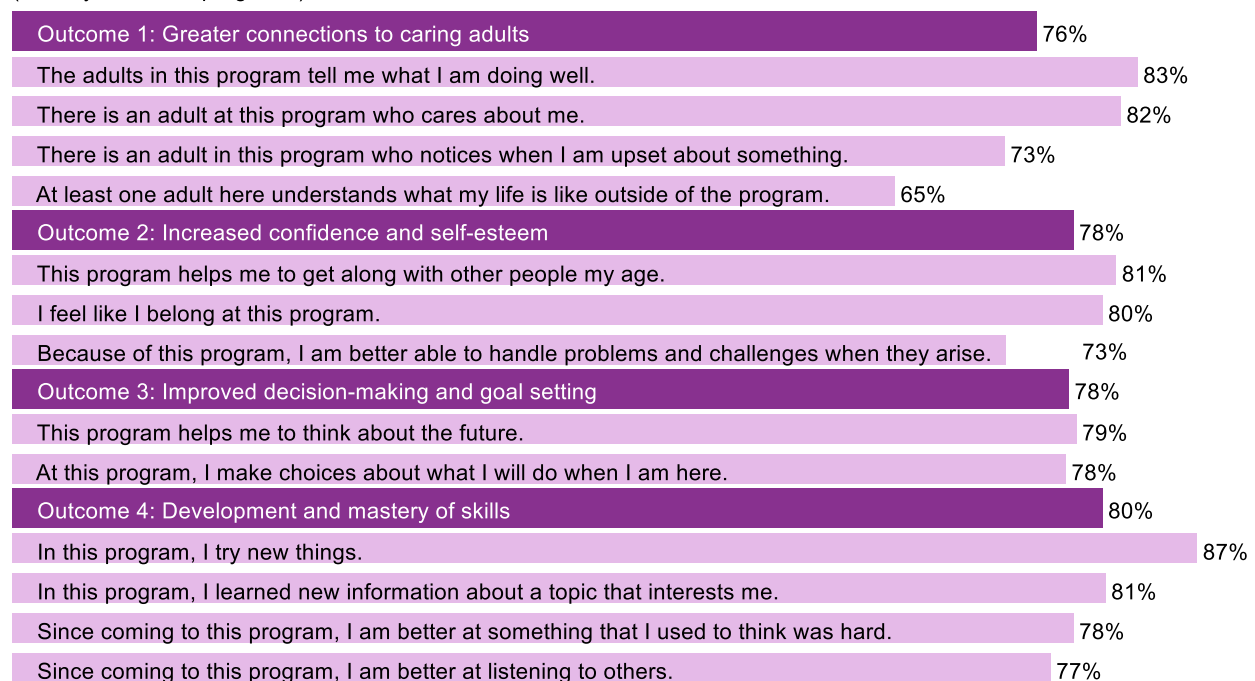 Outcome 1: Greater connections to caring adults 76%
The adults in this program tell me what I am doing well. 83%
There is an adult at this program who cares about me. 82%
There is an adult in this program who notices when I am upset about something. 73%
At least one adult here understands what my life is like outside of the program. 65%
Outcome 2: Increased confidence and self-esteem 78%
This program helps me to get along with other people my age. 81%
I feel like I belong at this program. 80%
Because of this program, I am better able to handle problems and challenges when they arise. 73%
Outcome 3: Improved decision-making and goal setting 78%
This program helps me to think about the future. 79%
At this program, I make choices about what I will do when I am here. 78%
Outcome 4: Development and mastery of skills 80%
In this program, I try new things. 87%
In this program, I learned new information about a topic that interests me. 81%
Since coming to this program, I am better at something that I used to think was hard. 78%
Since coming to this program, I am better at listening to others. 77%